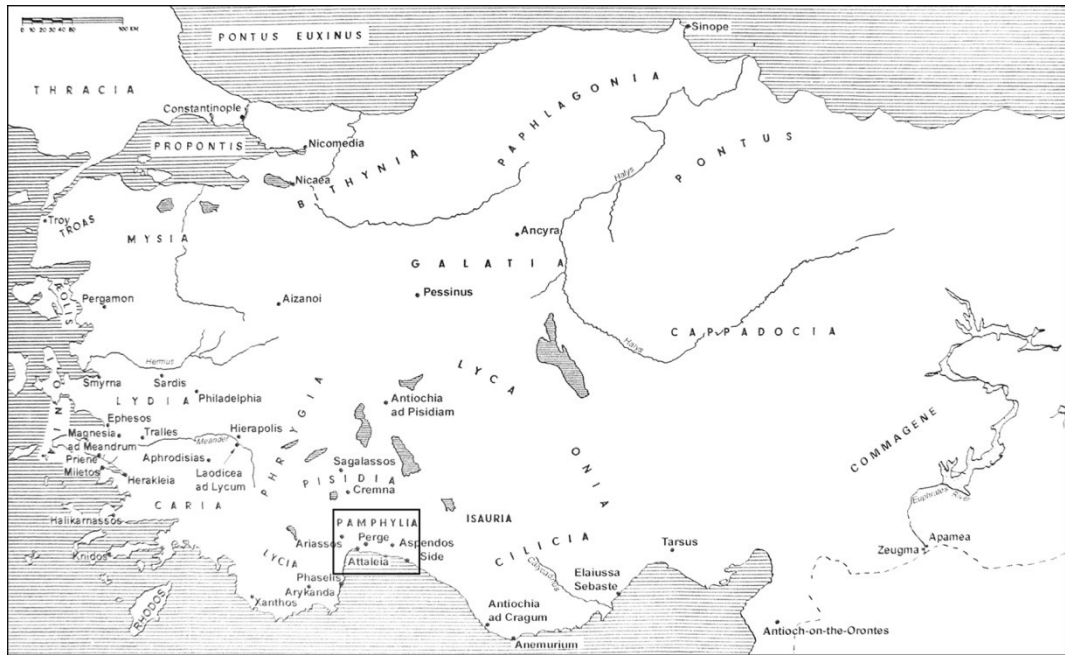 0 10 20 30 40 100 KM
PONTUS EUXINUS
Sinope
THRACIA
Constantinople
PROPONTIS
Nicomedia
Nicaea
BITHYNIA
PAPHLAGONIA
PONTUS
Halys
Troy
TROAS
MYSIA
Ancyra
GALATIA
Pergamon
Aizanoi
Pessinus
CAPPADOCIA
Halys
Hermus
Smyrna
Sardis
LYDIA
Philadelphia
IONIA
PHRYGIA
LYCAONIA
Antiochia
ad Pisidiam
Ephesos
Magnesia
ad Meandrum
Tralles
Meander
Hierapolis
Priene
Miletos
Aphrodisias
Laodicea
ad Lycum
Herakleia
Sagalassos
PISIDIA
Cremna
COMMAGENE
Euphrates River
CARIA
Halikarnassos
PAMPHYLIA
ISAURIA
Perge
Ariassos
Aspendos
Attaleia
Side
Knidos
LYCIA
CILICIA
Tarsus
Zeugma
Apamea
Phaselis
Arykanda
Xanthos
Elaiussa
Sebaste
RHODOS
Antiochia
ad Cragum
Anemurium
Antioch-on-the-Orontes